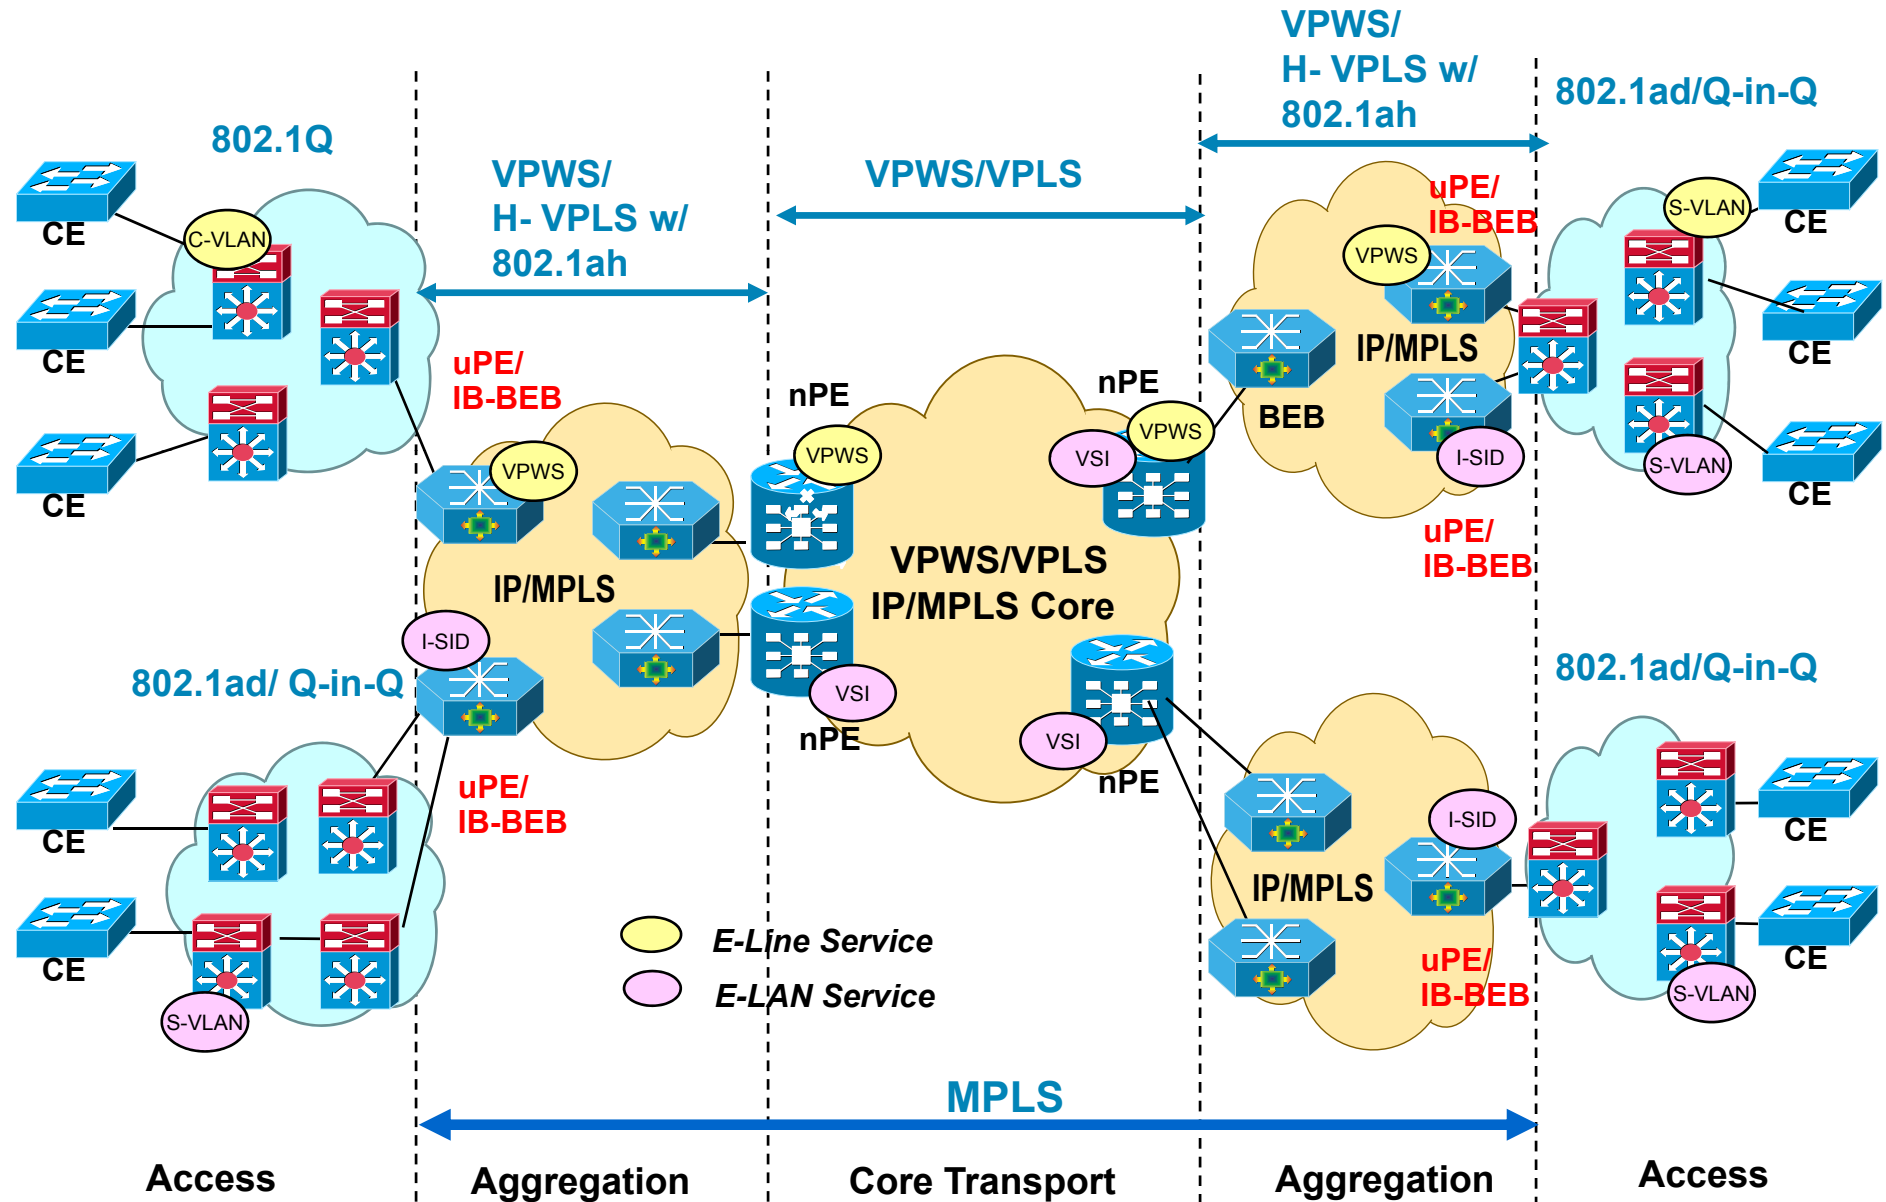 VPWS/
H- VPLS w/
802.1ah
802.1ad/Q-in-Q
802.1Q
VPWS/
H- VPLS w/
802.1ah
VPWS/VPLS
uPE/
IB-BEB
S-VLAN
CE
CE
C-VLAN
VPWS
CE
IP/MPLS
CE
uPE/
IB-BEB
nPE
nPE
BEB
VPWS
VSI
VPWS
VPWS
I-SID
S-VLAN
CE
CE
uPE/
IB-BEB
VPWS/VPLS
IP/MPLS Core
IP/MPLS
I-SID
802.1ad/ Q-in-Q
VSI
nPE
VSI
nPE
802.1ad/Q-in-Q
uPE/
IB-BEB
I-SID
CE
CE
IP/MPLS
E-Line Service
E-LAN Service
CE
CE
uPE/
IB-BEB
S-VLAN
S-VLAN
MPLS
Access
Aggregation
Core Transport
Aggregation
Access